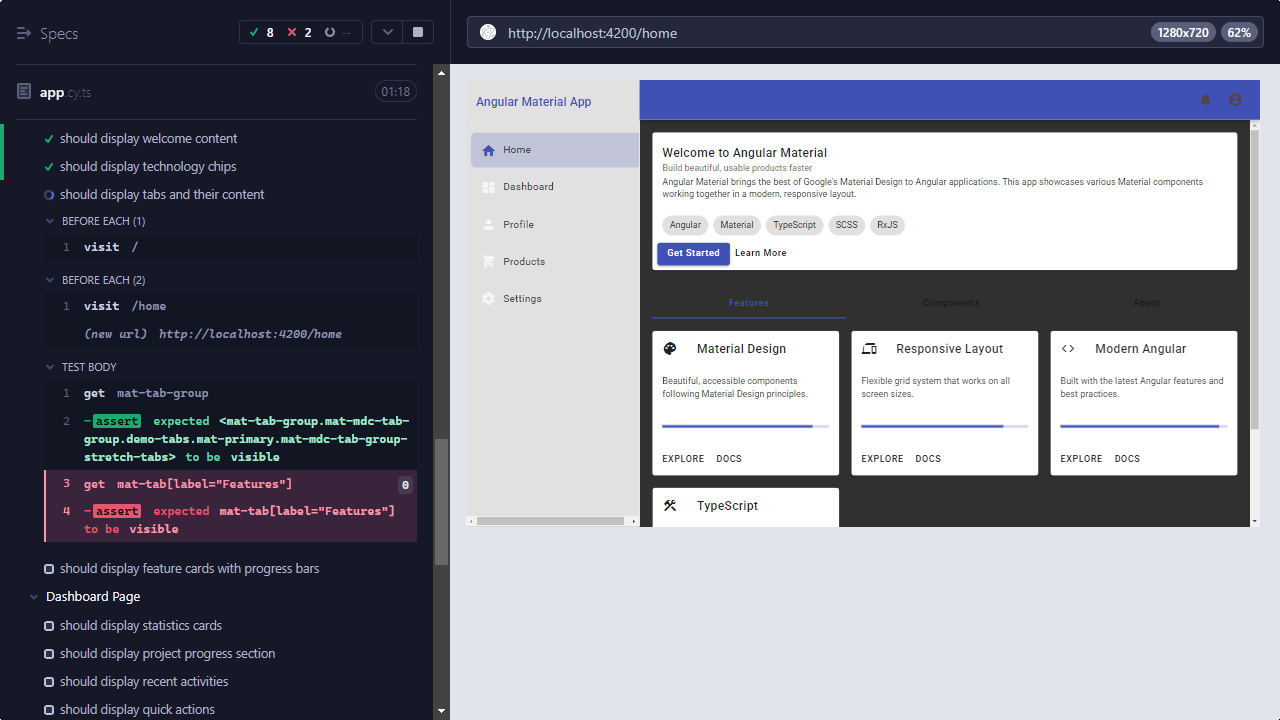 Specs
8
2
--
app.cy.ts
01:18
should display welcome content
should display technology chips
should display tabs and their content
BEFORE EACH (1)
1 visit /
BEFORE EACH (2)
1 visit /home
(new url) http://localhost:4200/home
TEST BODY
1 get mat-tab-group
2 -assert expected <mat-tab-group.mat-mdc-tab-
group.demo-tabs.mat-primary.mat-mdc-tab-group-
stretch-tabs> to be visible
3 get mat-tab[label="Features"] 0
4 -assert expected mat-tab[label="Features"]
to be visible
should display feature cards with progress bars
Dashboard Page
should display statistics cards
should display project progress section
should display recent activities
should display quick actions
http://localhost:4200/home
1280x720 62%
Angular Material App
Home
Dashboard
Profile
Products
Settings
Welcome to Angular Material
Build beautiful, usable products faster
Angular Material brings the best of Google's Material Design to Angular applications. This app showcases various Material components
working together in a modern, responsive layout.
Angular Material TypeScript SCSS RxJS
Get Started Learn More
Features Components About
Material Design
Beautiful, accessible components
following Material Design principles.
EXPLORE DOCS
Responsive Layout
Flexible grid system that works on all
screen sizes.
EXPLORE DOCS
Modern Angular
Built with the latest Angular features and
best practices.
EXPLORE DOCS
TypeScript